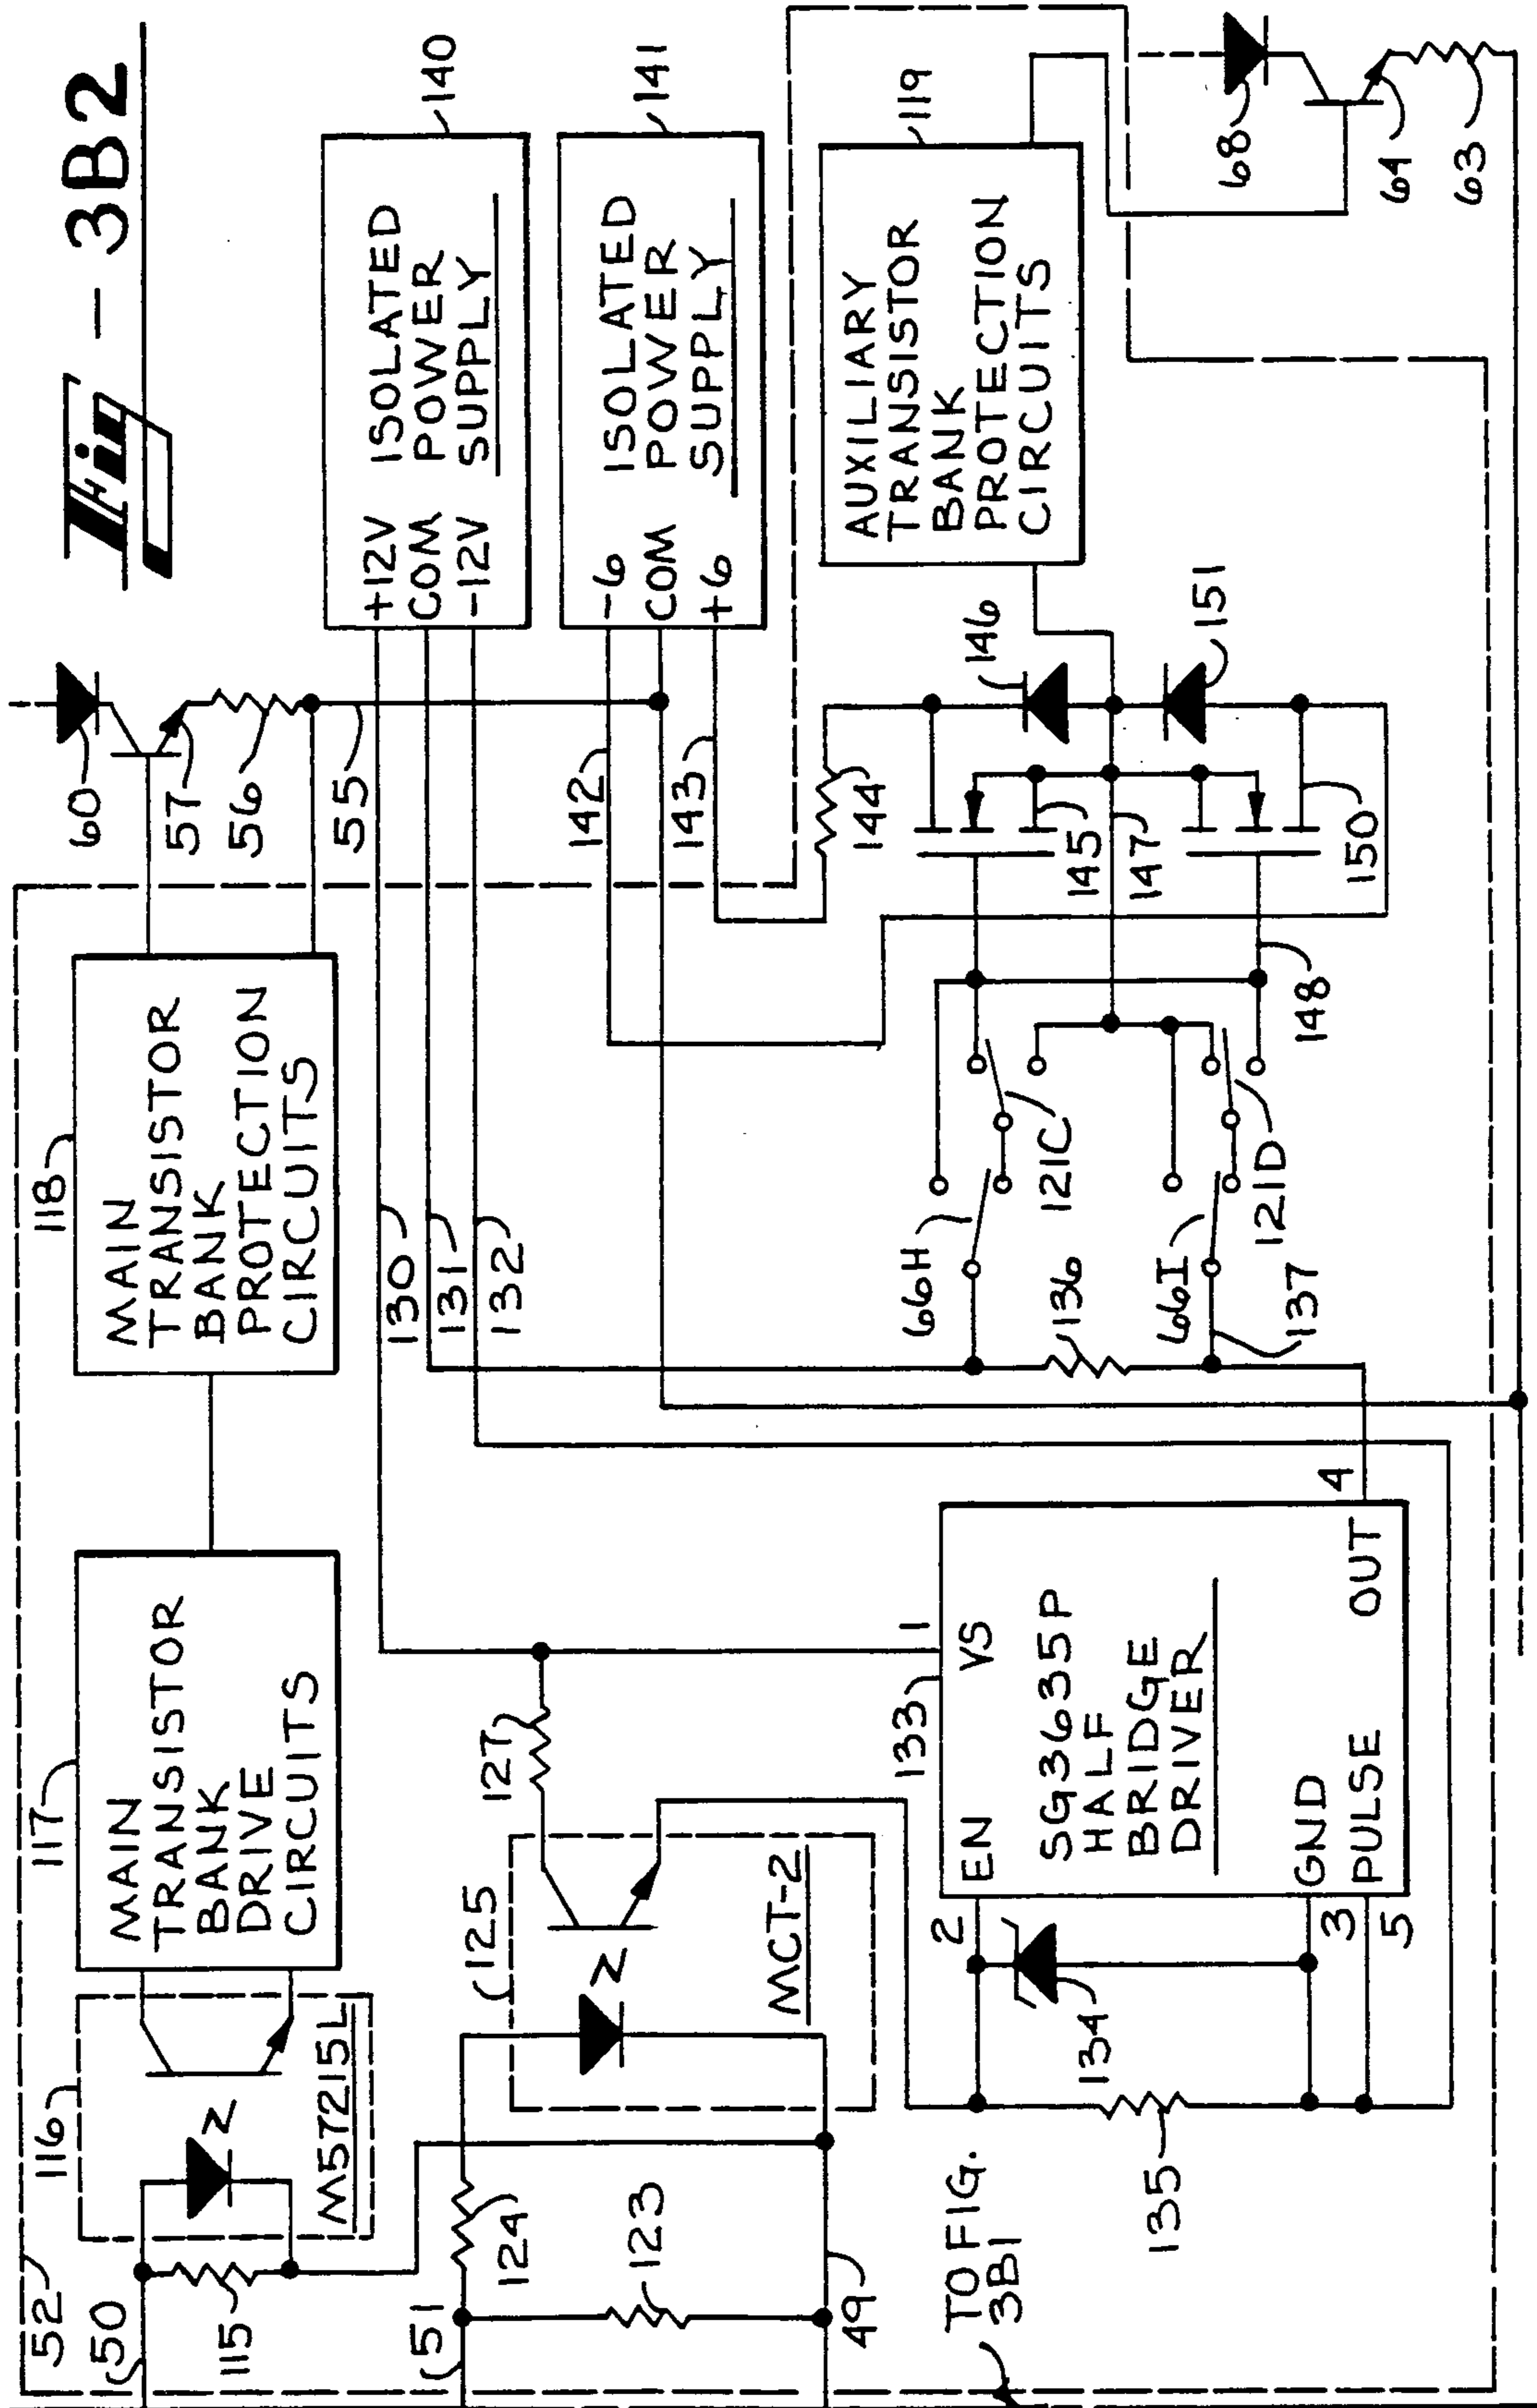 Fig - 3B2
52
50
116
M57215L
115
117
MAIN
TRANSISTOR
BANK
DRIVE
CIRCUITS
118
MAIN
TRANSISTOR
BANK
PROTECTION
CIRCUITS
60
57
56
55
140
+12V
COM
-12V
ISOLATED
POWER
SUPPLY
141
-6
COM
+6
ISOLATED
POWER
SUPPLY
130
131
132
142
143
51
124
123
49
125
MCT-2
127
133
1
VS
2
EN
SG3635P
HALF
BRIDGE
DRIVER
GND
3
PULSE
5
OUT
4
134
135
TO FIG.
3B1
66H
121C
136
66I
121D
137
144
145
146
147
148
150
151
119
AUXILIARY
TRANSISTOR
BANK
PROTECTION
CIRCUITS
68
64
63